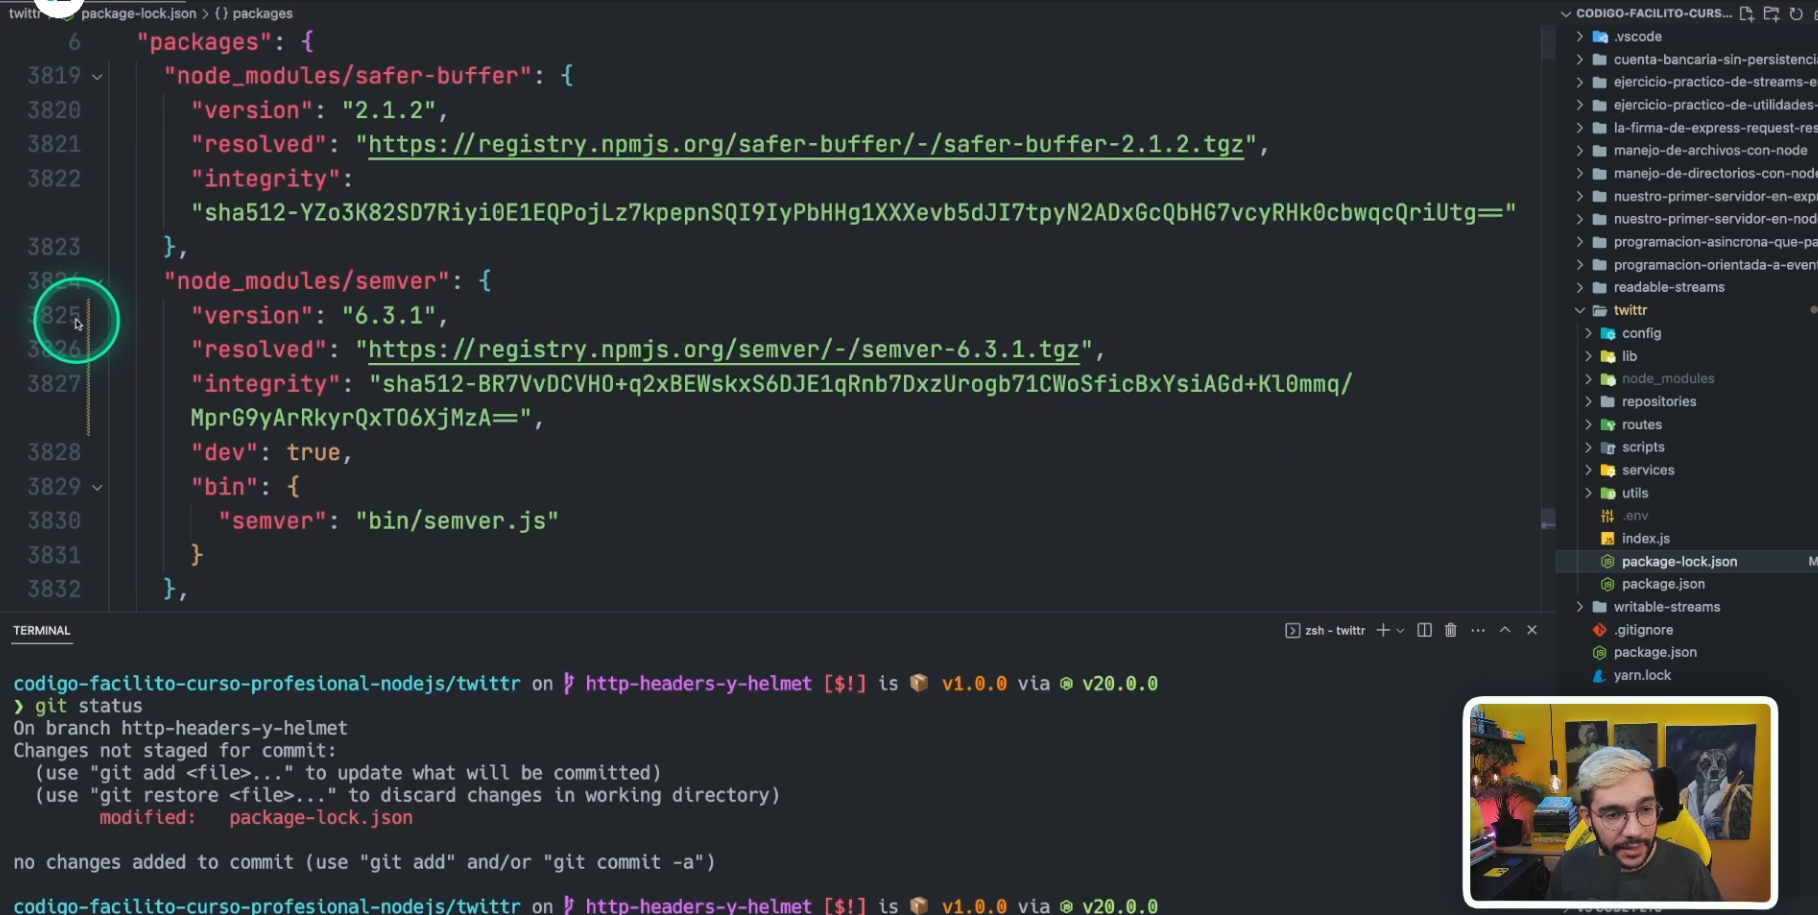 twittr > package-lock.json > {} packages
6 "packages": {
3819 "node_modules/safer-buffer": {
3820 "version": "2.1.2",
3821 "resolved": "https://registry.npmjs.org/safer-buffer/-/safer-buffer-2.1.2.tgz",
3822 "integrity":
"sha512-YZo3K82SD7Riyi0E1EQPojLz7kpepnSQI9IyPbHHg1XXXevb5dJI7tpyN2ADxGcQbHG7vcyRHk0cbwqcQriUtg=="
3823 },
3824 "node_modules/semver": {
3825 "version": "6.3.1",
3826 "resolved": "https://registry.npmjs.org/semver/-/semver-6.3.1.tgz",
3827 "integrity": "sha512-BR7VvDCVHO+q2xBEWskxS6DJE1qRnb7DxzUrogb71CWoSficBxYsiAGd+Kl0mmq/
MprG9yArRkyrQxTO6XjMzA==",
3828 "dev": true,
3829 "bin": {
3830 "semver": "bin/semver.js"
3831 }
3832 },
TERMINAL
zsh - twittr
codigo-facilito-curso-profesional-nodejs/twittr on http-headers-y-helmet [$!] is v1.0.0 via v20.0.0
❯ git status
On branch http-headers-y-helmet
Changes not staged for commit:
(use "git add <file>..." to update what will be committed)
(use "git restore <file>..." to discard changes in working directory)
modified: package-lock.json
no changes added to commit (use "git add" and/or "git commit -a")
codigo-facilito-curso-profesional-nodejs/twittr on http-headers-y-helmet [$!] is v1.0.0 via v20.0.0
CODIGO-FACILITO-CURS...
.vscode
cuenta-bancaria-sin-persistenci
ejercicio-practico-de-streams-e
ejercicio-practico-de-utilidades-
la-firma-de-express-request-res
manejo-de-archivos-con-node
manejo-de-directorios-con-node
nuestro-primer-servidor-en-exp
nuestro-primer-servidor-en-node
programacion-asincrona-que-pa
programacion-orientada-a-event
readable-streams
twittr
config
lib
node_modules
repositories
routes
scripts
services
utils
.env
index.js
package-lock.json M
package.json
writable-streams
.gitignore
package.json
yarn.lock